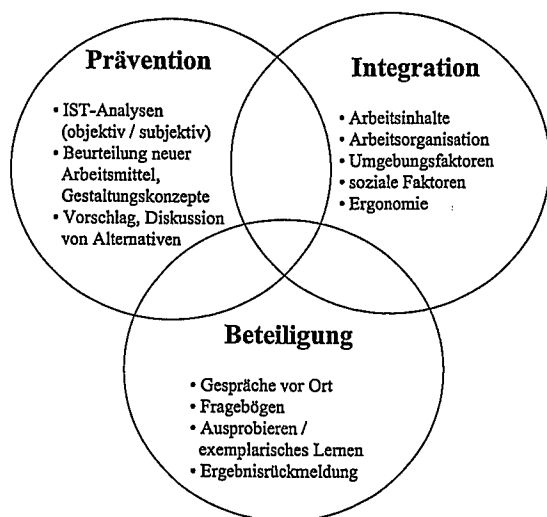 Prävention
• IST-Analysen
(objektiv / subjektiv)
• Beurteilung neuer
Arbeitsmittel,
Gestaltungskonzepte
• Vorschlag, Diskussion
von Alternativen
Integration
• Arbeitsinhalte
• Arbeitsorganisation
• Umgebungsfaktoren
• soziale Faktoren
• Ergonomie
Beteiligung
• Gespräche vor Ort
• Fragebögen
• Ausprobieren /
exemplarisches Lernen
• Ergebnisrückmeldung